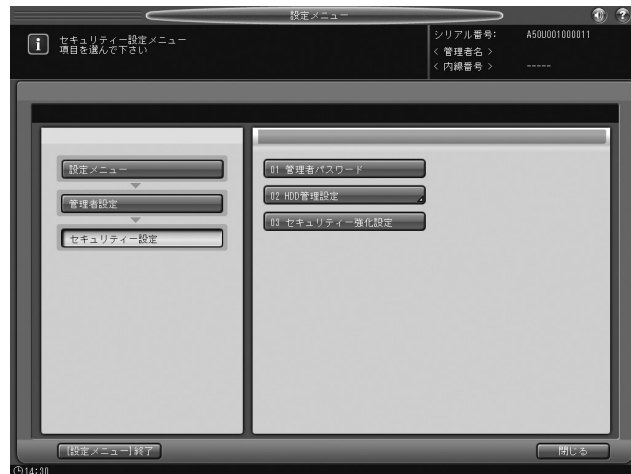 設定メニュー
セキュリティー設定メニュー
項目を選んで下さい
シリアル番号: A50U001000011
< 管理者名 >
< 内線番号 > -----
設定メニュー
管理者設定
セキュリティー設定
01 管理者パスワード
02 HDD管理設定
03 セキュリティー強化設定
[設定メニュー]終了
閉じる
14:30